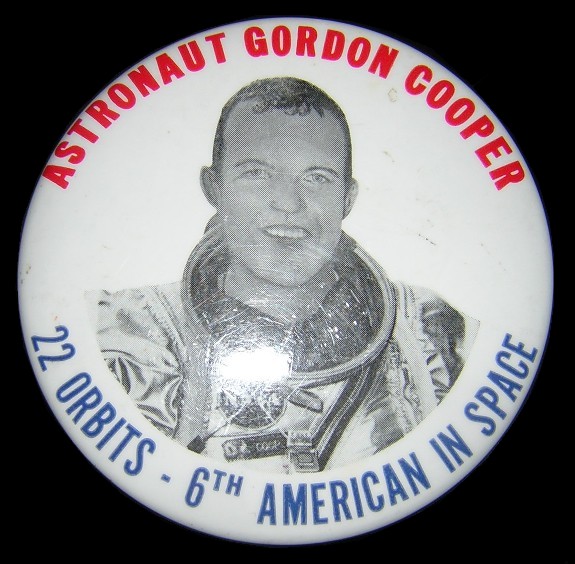 ASTRONAUT GORDON COOPER
22 ORBITS - 6TH AMERICAN IN SPACE